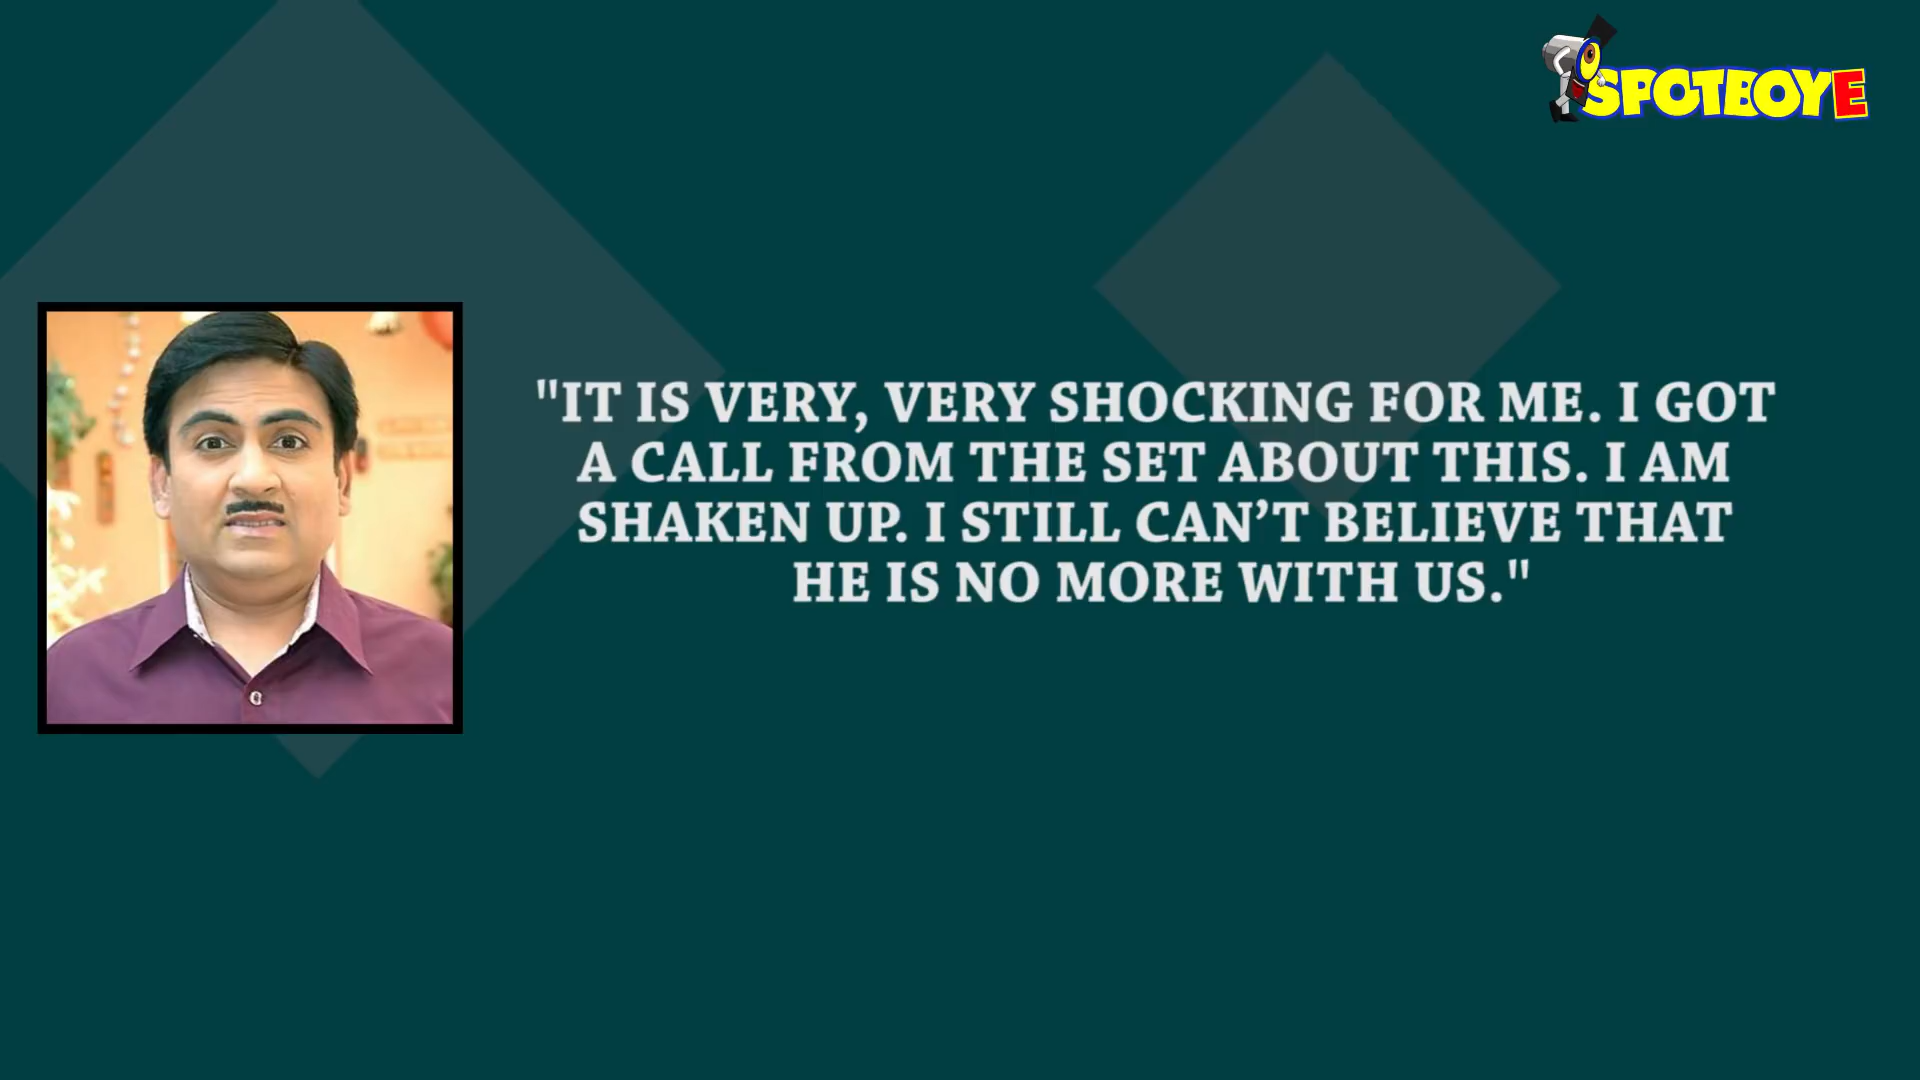 SPOTBOYE
"IT IS VERY, VERY SHOCKING FOR ME. I GOT
A CALL FROM THE SET ABOUT THIS. I AM
SHAKEN UP. I STILL CAN’T BELIEVE THAT
HE IS NO MORE WITH US."